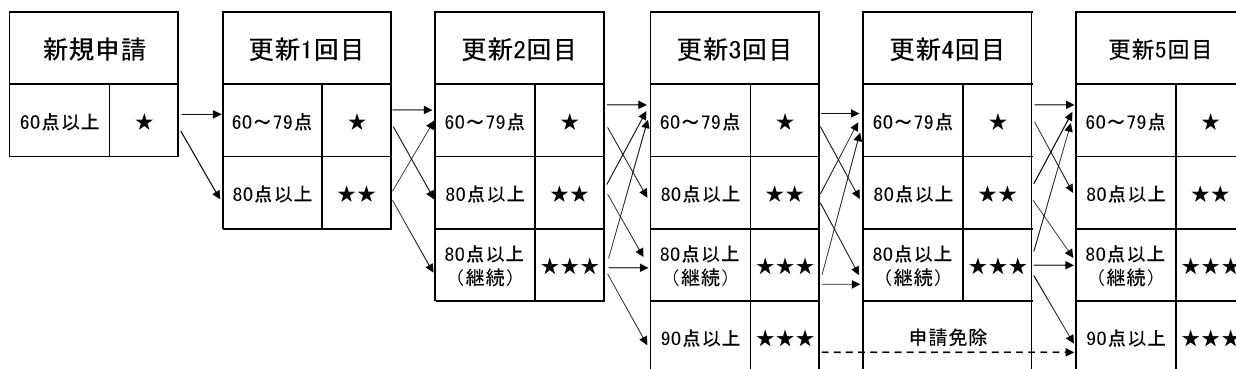 新規申請
60点以上 ★
更新1回目
60～79点 ★
80点以上 ★★
更新2回目
60～79点 ★
80点以上 ★★
80点以上
（継続） ★★★
更新3回目
60～79点 ★
80点以上 ★★
80点以上
（継続） ★★★
90点以上 ★★★
更新4回目
60～79点 ★
80点以上 ★★
80点以上
（継続） ★★★
申請免除
更新5回目
60～79点 ★
80点以上 ★★
80点以上
（継続） ★★★
90点以上 ★★★